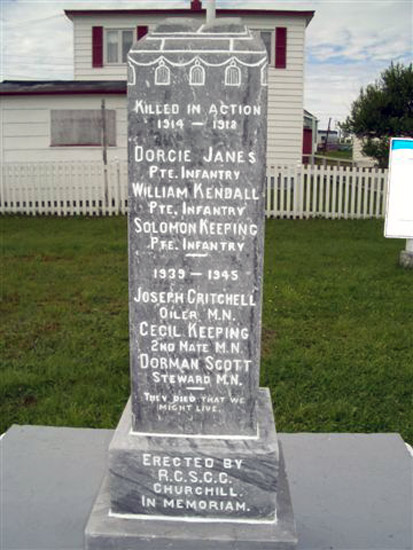 Killed in Action
1914 — 1918
Dorcie Janes
Pte. Infantry
William Kendall
Pte. Infantry
Solomon Keeping
Pte. Infantry
1939 — 1945
Joseph Critchell
Oiler M.N.
Cecil Keeping
2nd Mate M.N.
Dorman Scott
Steward M.N.
They died that we
might live.
Erected by
R.C.S.C.C.
Churchill.
In Memoriam.